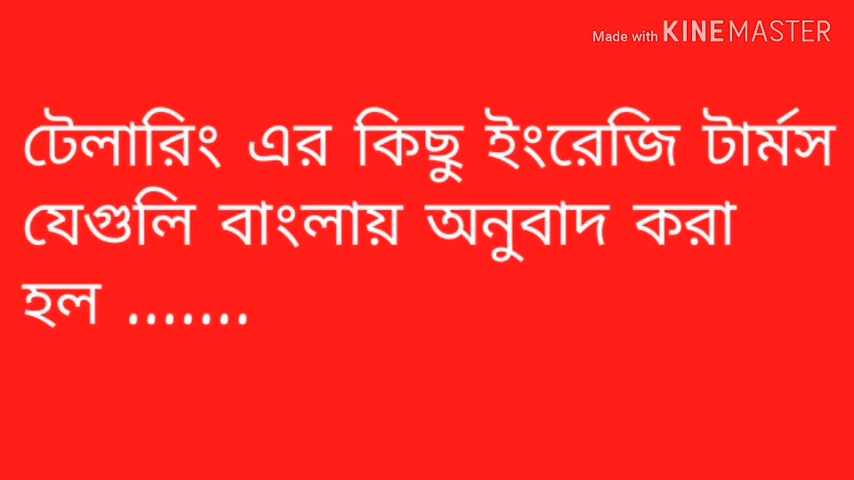 Made with KINEMASTER
টেলারিং এর কিছু ইংরেজি টার্মস
যেগুলি বাংলায় অনুবাদ করা
হল .......